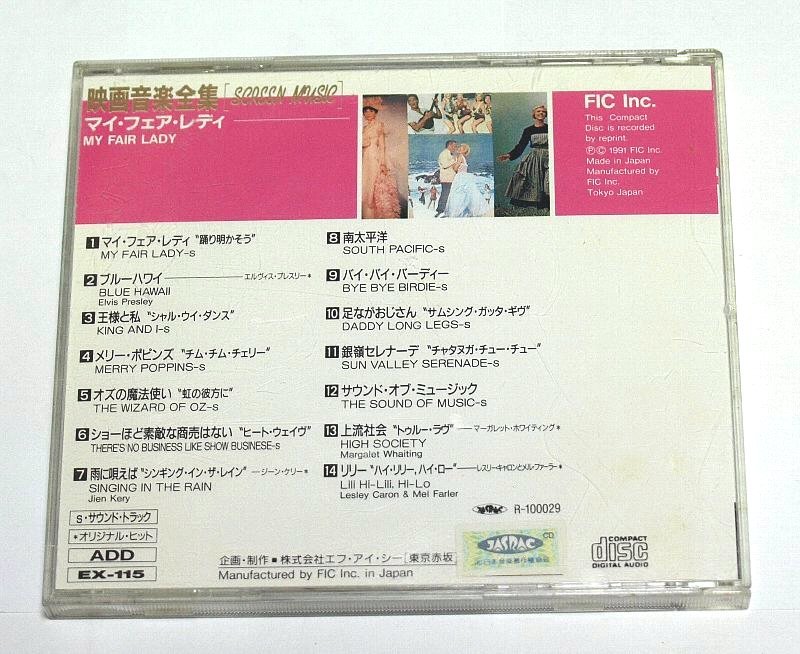 映画音楽全集[SCREEN MUSIC]
マイ・フェア・レディ
MY FAIR LADY
FIC Inc.
This Compact
Disc is recorded
by reprint.
ⓅⒸ 1991 FIC Inc.
Made in Japan
Manufactured by
FIC Inc.
Tokyo Japan
1 マイ・フェア・レディ "踊り明かそう"
MY FAIR LADY-s
2 ブルーハワイ エルヴィス・プレスリー*
BLUE HAWAII
Elvis Presley
3 王様と私 "シャル・ウイ・ダンス"
KING AND I-s
4 メリー・ポピンズ "チム・チム・チェリー"
MERRY POPPINS-s
5 オズの魔法使い "虹の彼方に"
THE WIZARD OF OZ-s
6 ショーほど素敵な商売はない "ヒート・ウェイヴ"
THERE'S NO BUSINESS LIKE SHOW BUSINESE-s
7 雨に唄えば "シンギング・イン・ザ・レイン" ジーン・ケリー*
SINGING IN THE RAIN
Jien Kery
8 南太平洋
SOUTH PACIFIC-s
9 バイ・バイ・バーディー
BYE BYE BIRDIE-s
10 足ながおじさん "サムシング・ガッタ・ギヴ"
DADDY LONG LEGS-s
11 銀嶺セレナーデ "チャタヌガ・チュー・チュー"
SUN VALLEY SERENADE-s
12 サウンド・オブ・ミュージック
THE SOUND OF MUSIC-s
13 上流社会 "トゥルー・ラヴ" マーガレット・ホワイティング*
HIGH SOCIETY
Margalet Whaiting
14 リリー "ハイ・リリー,ハイ・ロー" レスリーキャロンとメル・ファーラー*
Lili Hi-Lili, Hi-Lo
Lesley Caron & Mel Farler
s・サウンド・トラック
*オリジナル・ヒット
ADD
EX-115
企画・制作■株式会社エフ・アイ・シー[東京赤坂]
Manufactured by FIC Inc. in Japan
JASRAC R-100029
CD
JASRAC
COMPACT
disc
DIGITAL AUDIO